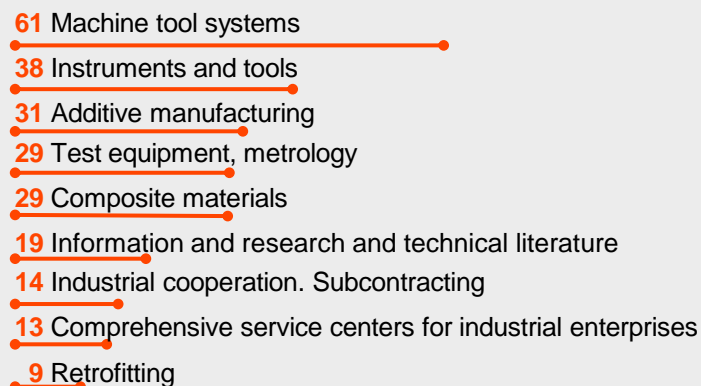 61 Machine tool systems
38 Instruments and tools
31 Additive manufacturing
29 Test equipment, metrology
29 Composite materials
19 Information and research and technical literature
14 Industrial cooperation. Subcontracting
13 Comprehensive service centers for industrial enterprises
9 Retrofitting